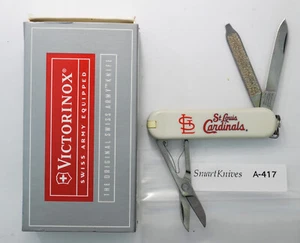 VICTORINOX
SWISS ARMY EQUIPPED
THE ORIGINAL SWISS ARMY KNIFE
STL
St. Louis
Cardinals
SmartKnives A-417